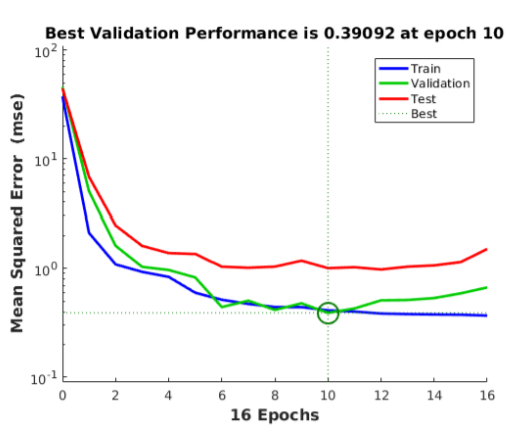 Best Validation Performance is 0.39092 at epoch 10
Mean Squared Error  (mse)
10^2
10^1
10^0
10^-1
Train
Validation
Test
Best
0 2 4 6 8 10 12 14 16
16 Epochs